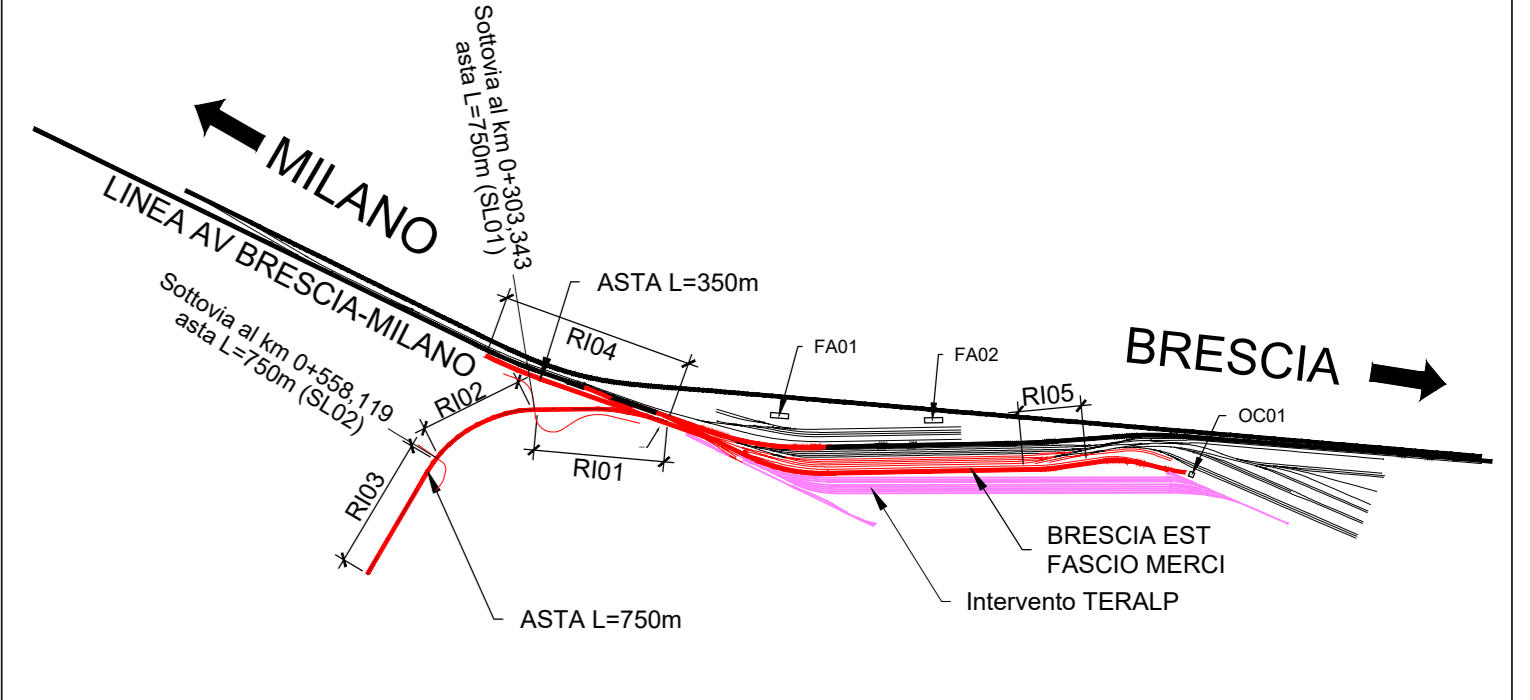 Sottovia al km 0+303,343
asta L=750m (SL01)
MILANO
LINEA AV BRESCIA-MILANO
Sottovia al km 0+558,119
asta L=750m (SL02)
ASTA L=350m
RI04
RI02
RI01
RI03
FA01
FA02
BRESCIA
RI05
OC01
BRESCIA EST
FASCIO MERCI
Intervento TERALP
ASTA L=750m